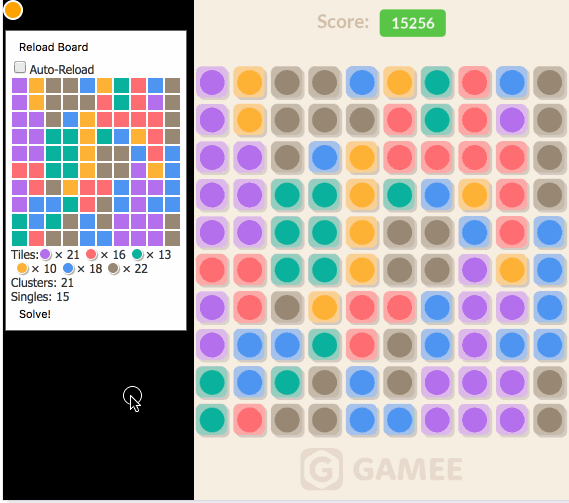 Score: 15256
Reload Board
Auto-Reload
Tiles: × 21 × 16 × 13
× 10 × 18 × 22
Clusters: 21
Singles: 15
Solve!
G GAMEE